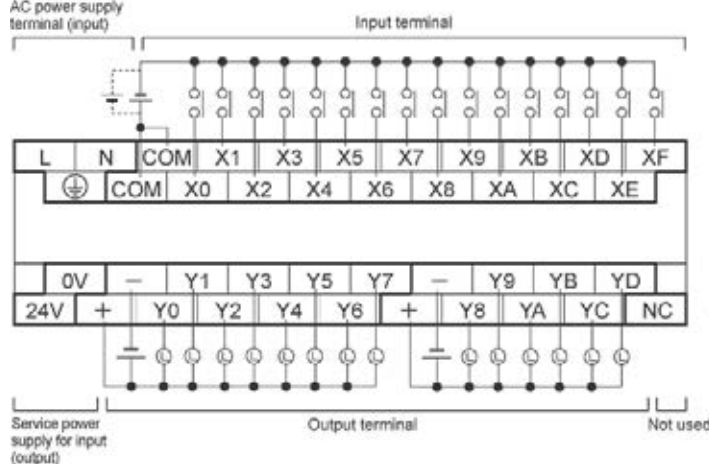 AC power supply
terminal (input)
Input terminal
L N COM X1 X3 X5 X7 X9 XB XD XF
COM X0 X2 X4 X6 X8 XA XC XE
0V − Y1 Y3 Y5 Y7 − Y9 YB YD
24V + Y0 Y2 Y4 Y6 + Y8 YA YC NC
L L L L L L L L L L L L L L
Service power
supply for input
(output)
Output terminal
Not used